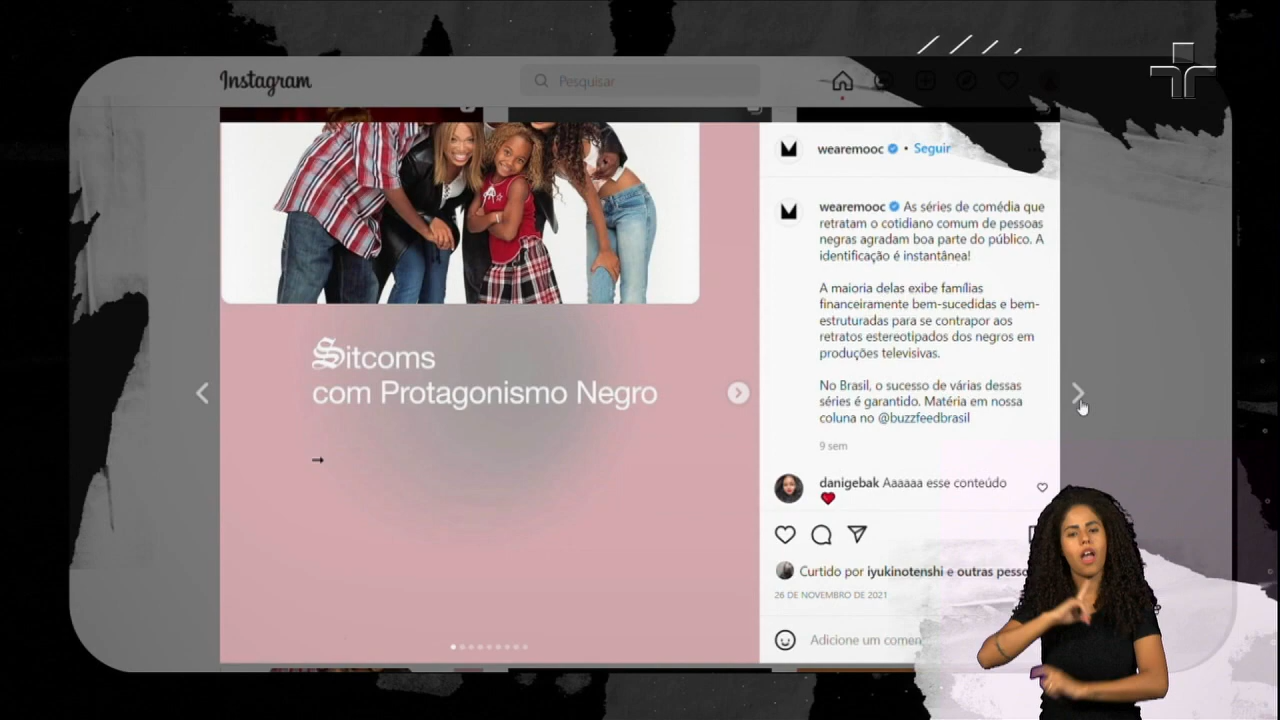 Instagram
Pesquisar
wearemooc • Seguir
wearemooc As séries de comédia que
retratam o cotidiano comum de pessoas
negras agradam boa parte do público. A
identificação é instantânea!
A maioria delas exibe famílias
financeiramente bem-sucedidas e bem-
estruturadas para se contrapor aos
retratos estereotipados dos negros em
produções televisivas.
No Brasil, o sucesso de várias dessas
séries é garantido. Matéria em nossa
coluna no @buzzfeedbrasil
9 sem
danigebak Aaaaaa esse conteúdo
Sitcoms
com Protagonismo Negro
Curtido por iyukinotenshi e outras
26 DE NOVEMBRO DE 2021
Adicione um